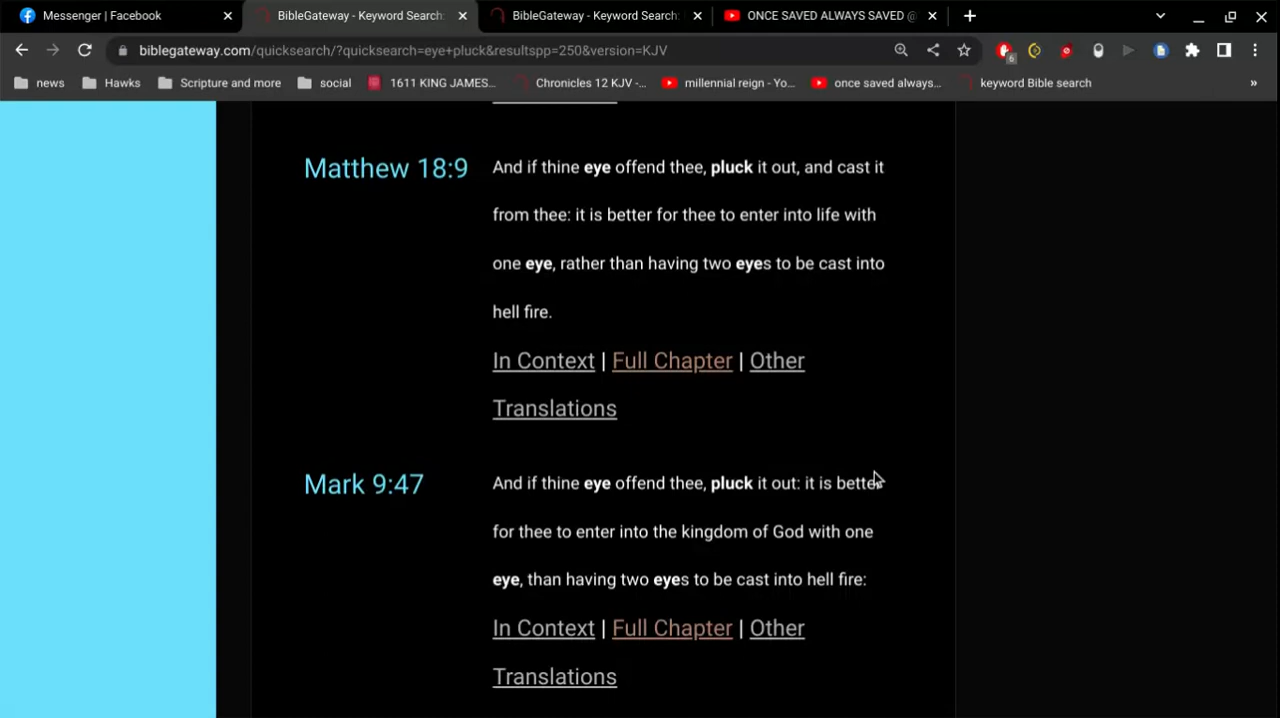 Messenger | Facebook
BibleGateway - Keyword Search:
BibleGateway - Keyword Search:
ONCE SAVED ALWAYS SAVED @
biblegateway.com/quicksearch/?quicksearch=eye+pluck&resultspp=250&version=KJV
6
news
Hawks
Scripture and more
social
1611 KING JAMES...
Chronicles 12 KJV -...
millennial reign - Yo...
once saved always...
keyword Bible search
»
Matthew 18:9
And if thine eye offend thee, pluck it out, and cast it
from thee: it is better for thee to enter into life with
one eye, rather than having two eyes to be cast into
hell fire.
In Context | Full Chapter | Other
Translations
Mark 9:47
And if thine eye offend thee, pluck it out: it is better
for thee to enter into the kingdom of God with one
eye, than having two eyes to be cast into hell fire:
In Context | Full Chapter | Other
Translations